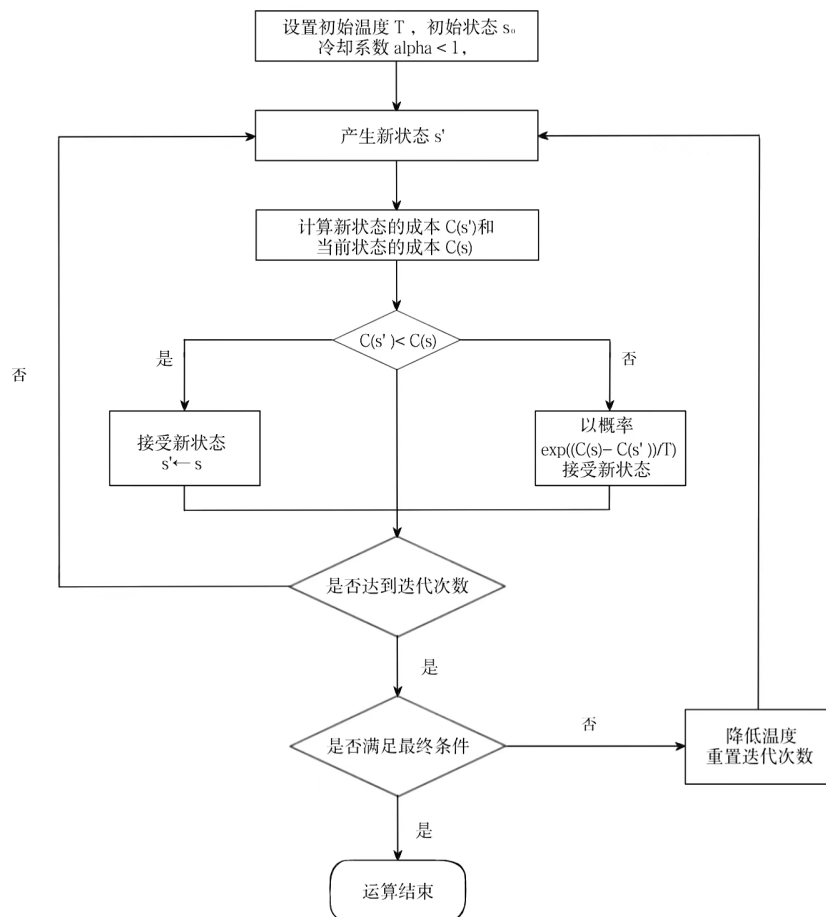 设置初始温度 T ，初始状态 s₀
冷却系数 alpha < 1，
产生新状态 s'
计算新状态的成本 C(s')和
当前状态的成本 C(s)
C(s' )< C(s)
是
否
否
接受新状态
s'← s
以概率
exp((C(s)− C(s' ))/T)
接受新状态
是否达到迭代次数
是
是否满足最终条件
否
降低温度
重置迭代次数
是
运算结束